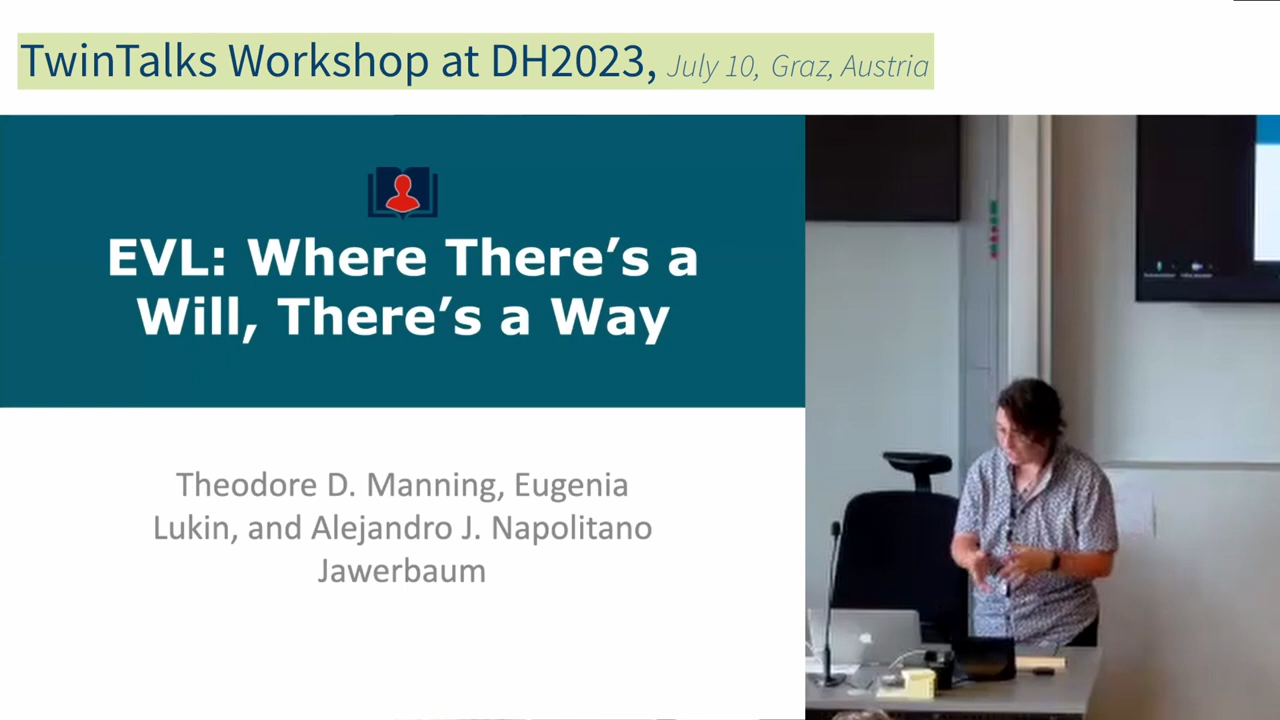 TwinTalks Workshop at DH2023, July 10, Graz, Austria
EVL: Where There's a
Will, There's a Way
Theodore D. Manning, Eugenia
Lukin, and Alejandro J. Napolitano
Jawerbaum